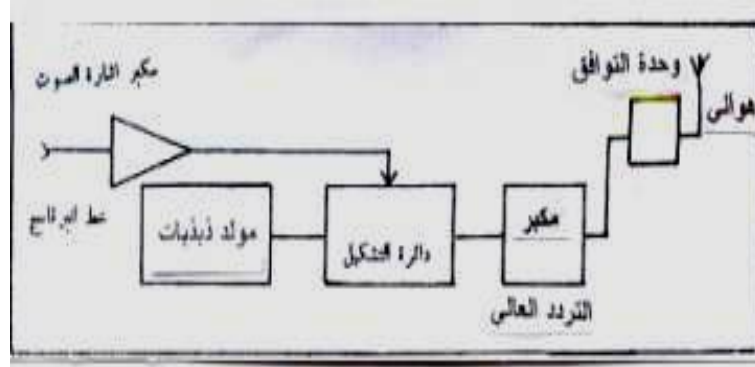 وحدة التوافق
مكبر اشارة الصوت
هوائي
خط البرنامج
مولد ذبذبات
دائرة التشكيل
مكبر
التردد العالي